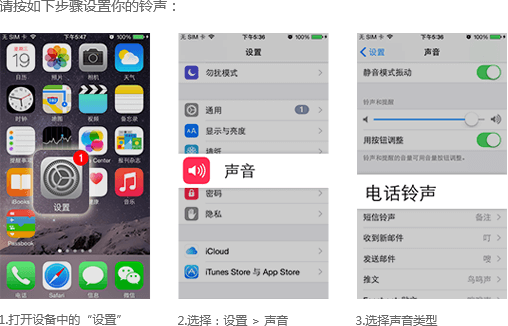 请按如下步骤设置你的铃声：
无 SIM 卡 下午5:47 100%
日历
照片
相机
天气
时钟
地图
视频
备忘录
提醒事项
Game Center
报刊杂志
iBooks
音乐
Passbook
1
设置
电话
Safari
信息
微信
1.打开设备中的“设置”
无 SIM 卡 下午5:36 100%
设置
勿扰模式
通用 1
显示与亮度
墙纸
声音
密码
隐私
iCloud
iTunes Store 与 App Store
2.选择：设置 > 声音
无 SIM 卡 下午5:36 100%
设置 声音
静音模式振动
铃声和提醒
用按钮调整
铃声和提醒的音量可用音量按钮调整。
电话铃声
短信铃声 备注
收到新邮件 叮
发送邮件 嗖
推文 鸟鸣声
3.选择声音类型